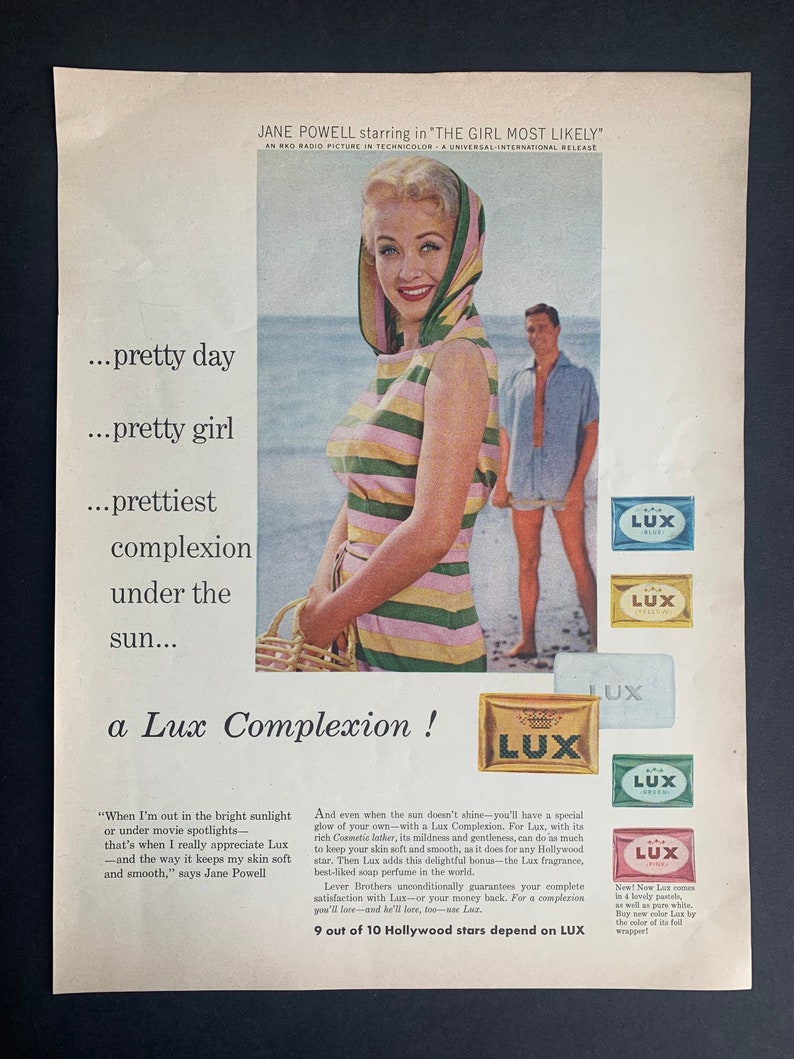 JANE POWELL starring in "THE GIRL MOST LIKELY"
AN RKO RADIO PICTURE IN TECHNICOLOR · A UNIVERSAL-INTERNATIONAL RELEASE
...pretty day
...pretty girl
...prettiest
complexion
under the
sun...
a Lux Complexion !
LUX
BLUE
LUX
YELLOW
LUX
LUX
LUX
GREEN
LUX
PINK
"When I'm out in the bright sunlight
or under movie spotlights—
that's when I really appreciate Lux
—and the way it keeps my skin soft
and smooth," says Jane Powell
And even when the sun doesn't shine—you'll have a special
glow of your own—with a Lux Complexion. For Lux, with its
rich Cosmetic lather, its mildness and gentleness, can do as much
to keep your skin soft and smooth, as it does for any Hollywood
star. Then Lux adds this delightful bonus—the Lux fragrance,
best-liked soap perfume in the world.
Lever Brothers unconditionally guarantees your complete
satisfaction with Lux—or your money back. For a complexion
you'll love—and he'll love, too—use Lux.
9 out of 10 Hollywood stars depend on LUX
New! Now Lux comes
in 4 lovely pastels,
as well as pure white.
Buy new color Lux by
the color of its foil
wrapper!